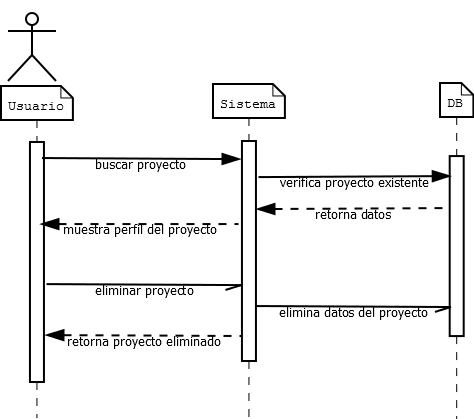 Usuario
Sistema
DB
buscar proyecto
verifica proyecto existente
retorna datos
muestra perfil del proyecto
eliminar proyecto
elimina datos del proyecto
retorna proyecto eliminado